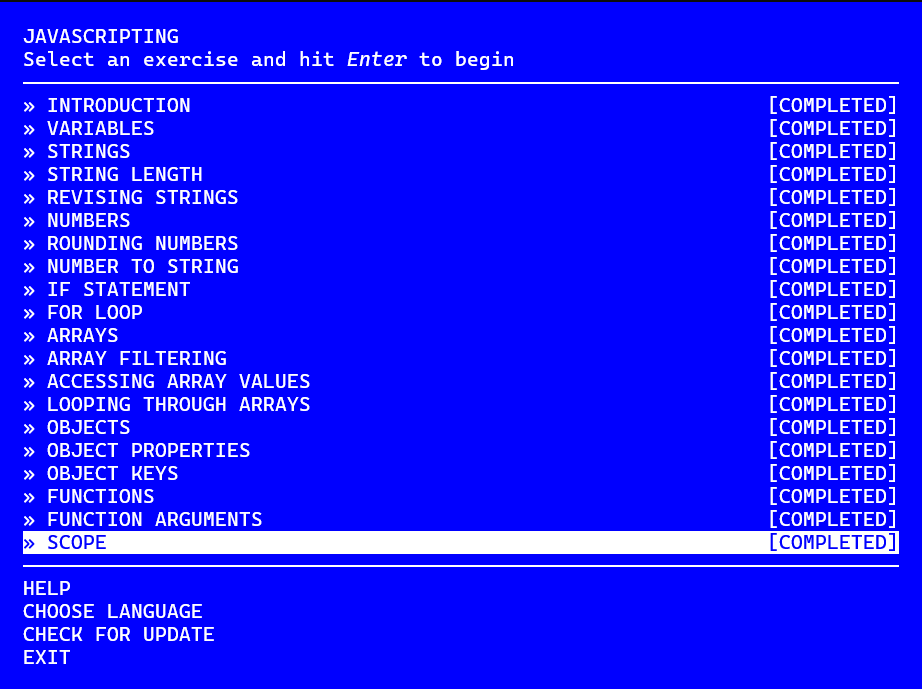 JAVASCRIPTING
Select an exercise and hit Enter to begin
» INTRODUCTION [COMPLETED]
» VARIABLES [COMPLETED]
» STRINGS [COMPLETED]
» STRING LENGTH [COMPLETED]
» REVISING STRINGS [COMPLETED]
» NUMBERS [COMPLETED]
» ROUNDING NUMBERS [COMPLETED]
» NUMBER TO STRING [COMPLETED]
» IF STATEMENT [COMPLETED]
» FOR LOOP [COMPLETED]
» ARRAYS [COMPLETED]
» ARRAY FILTERING [COMPLETED]
» ACCESSING ARRAY VALUES [COMPLETED]
» LOOPING THROUGH ARRAYS [COMPLETED]
» OBJECTS [COMPLETED]
» OBJECT PROPERTIES [COMPLETED]
» OBJECT KEYS [COMPLETED]
» FUNCTIONS [COMPLETED]
» FUNCTION ARGUMENTS [COMPLETED]
» SCOPE [COMPLETED]
HELP
CHOOSE LANGUAGE
CHECK FOR UPDATE
EXIT